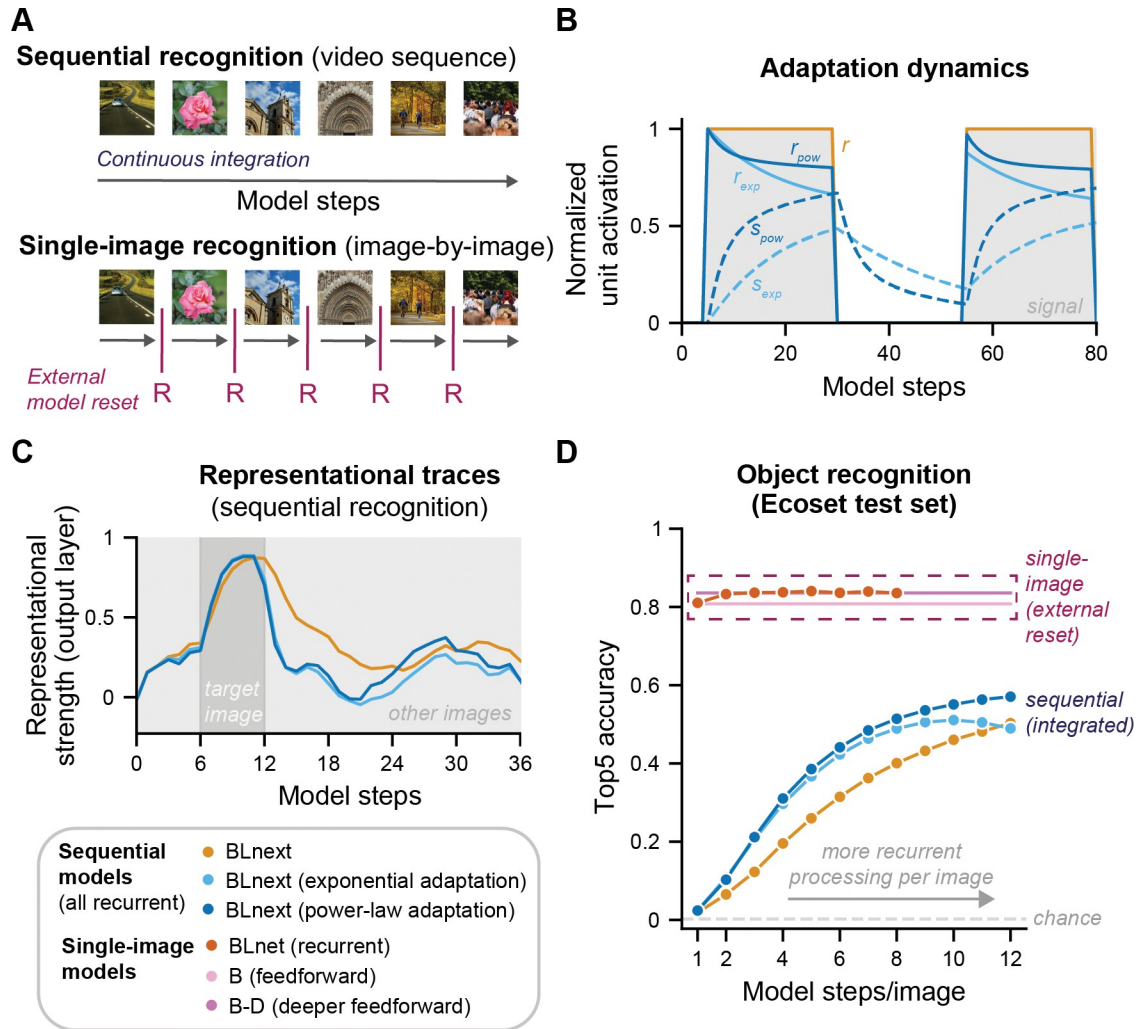 A
Sequential recognition (video sequence)
Continuous integration
Model steps
Single-image recognition (image-by-image)
External
model reset
R R R R R
B
Adaptation dynamics
Normalized
unit activation
1
0.5
0
r
r_pow
r_exp
s_pow
s_exp
signal
0 20 40 60 80
Model steps
C
Representational traces
(sequential recognition)
Representational
strength (output layer)
1
0.5
0
target
image
other images
0 6 12 18 24 30 36
Model steps
Sequential
models
(all recurrent)
BLnext
BLnext (exponential adaptation)
BLnext (power-law adaptation)
Single-image
models
BLnet (recurrent)
B (feedforward)
B-D (deeper feedforward)
D
Object recognition
(Ecoset test set)
Top5 accuracy
1
0.8
0.6
0.4
0.2
0
single-
image
(external
reset)
sequential
(integrated)
more recurrent
processing per image
chance
1 2 4 6 8 10 12
Model steps/image